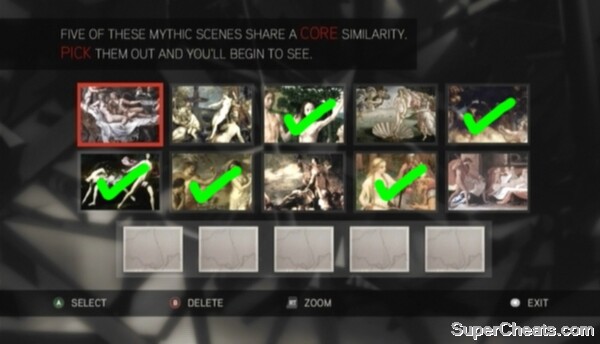 FIVE OF THESE MYTHIC SCENES SHARE A CORE SIMILARITY.
PICK THEM OUT AND YOU'LL BEGIN TO SEE.
A SELECT
B DELETE
RT ZOOM
EXIT
SuperCheats.com